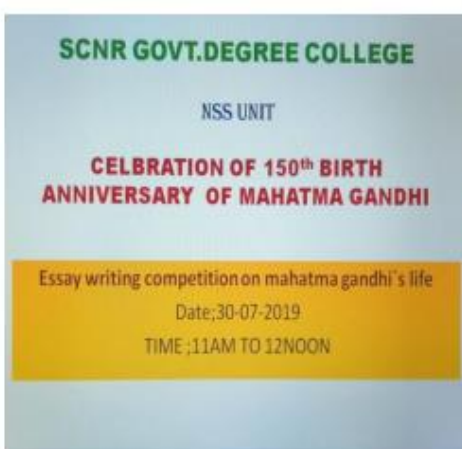 SCNR GOVT.DEGREE COLLEGE
NSS UNIT
CELBRATION OF 150th BIRTH
ANNIVERSARY OF MAHATMA GANDHI
Essay writing competition on mahatma gandhi`s life
Date;30-07-2019
TIME ;11AM TO 12NOON